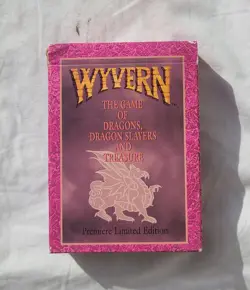 WYVERN
THE GAME
OF
DRAGONS,
DRAGON SLAYERS
AND
TREASURE
Premiere Limited Edition